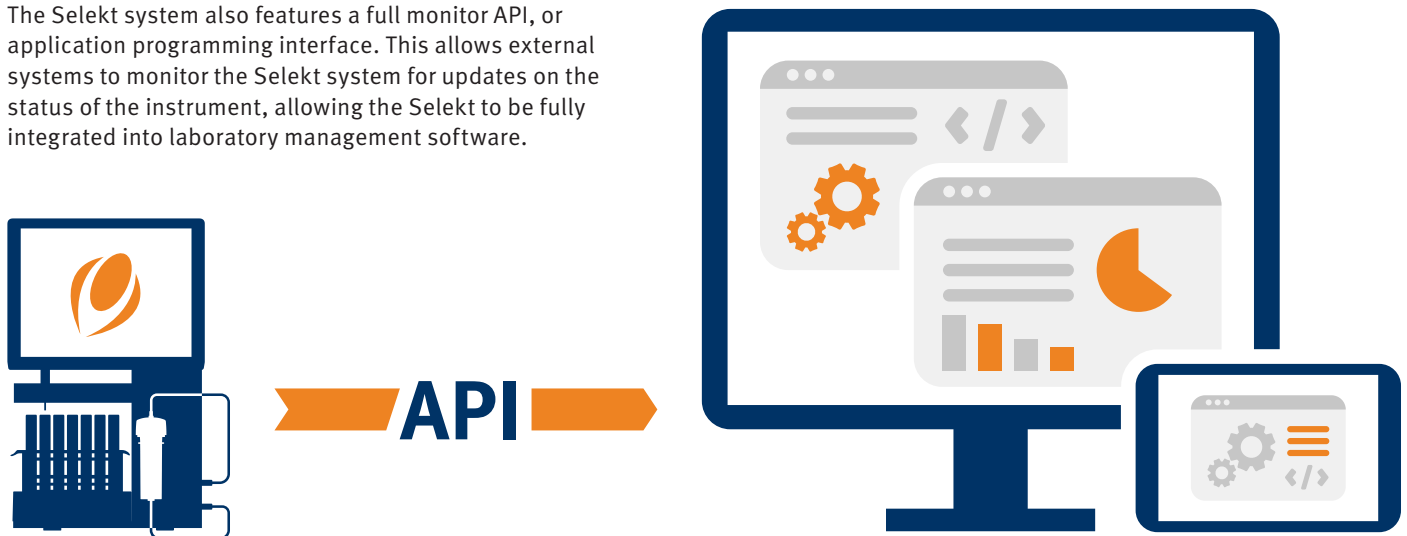 The Selekt system also features a full monitor API, or
application programming interface. This allows external
systems to monitor the Selekt system for updates on the
status of the instrument, allowing the Selekt to be fully
integrated into laboratory management software.
API